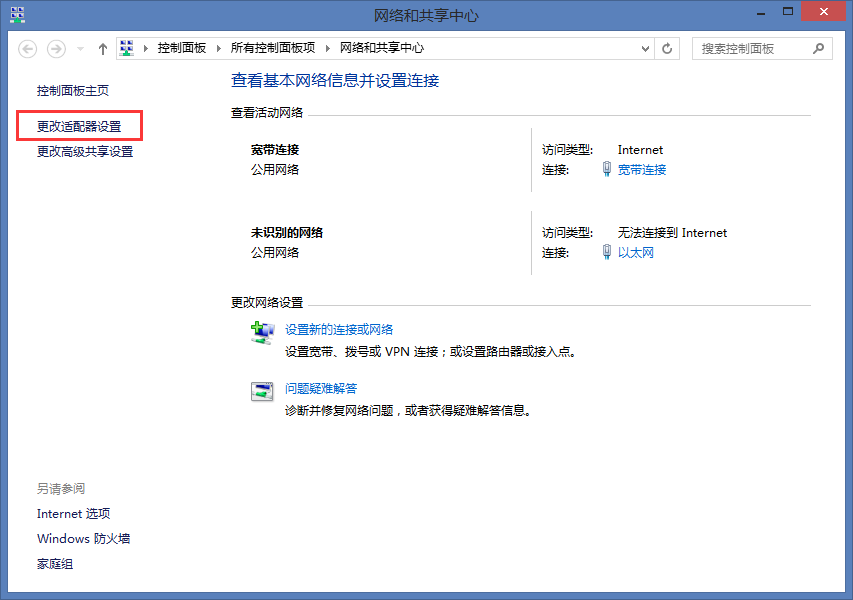 网络和共享中心
控制面板 所有控制面板项 网络和共享中心
搜索控制面板
控制面板主页
更改适配器设置
更改高级共享设置
查看基本网络信息并设置连接
查看活动网络
宽带连接
公用网络
访问类型: Internet
连接: 宽带连接
未识别的网络
公用网络
访问类型: 无法连接到 Internet
连接: 以太网
更改网络设置
设置新的连接或网络
设置宽带、拨号或 VPN 连接；或设置路由器或接入点。
问题疑难解答
诊断并修复网络问题，或者获得疑难解答信息。
另请参阅
Internet 选项
Windows 防火墙
家庭组